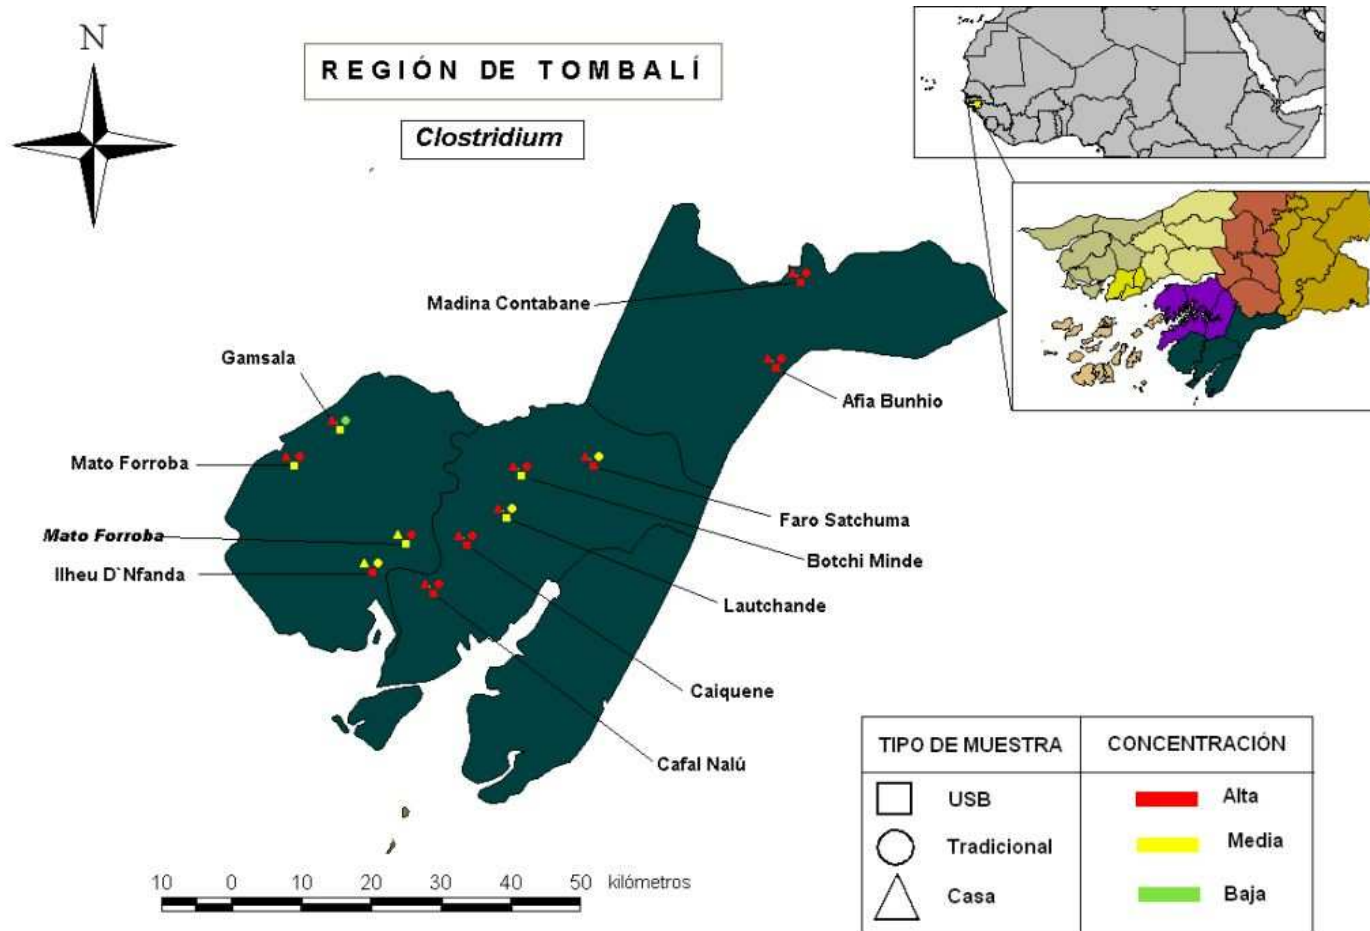 N
REGIÓN DE TOMBALÍ
Clostridium
Madina Contabane
Gamsala
Afia Bunhio
Mato Forroba
Faro Satchuma
Mato Forroba
Botchi Minde
Ilheu D`Nfanda
Lautchande
Caiquene
Cafal Nalú
10 0 10 20 30 40 50 kilómetros
TIPO DE MUESTRA CONCENTRACIÓN
USB Alta
Tradicional Media
Casa Baja